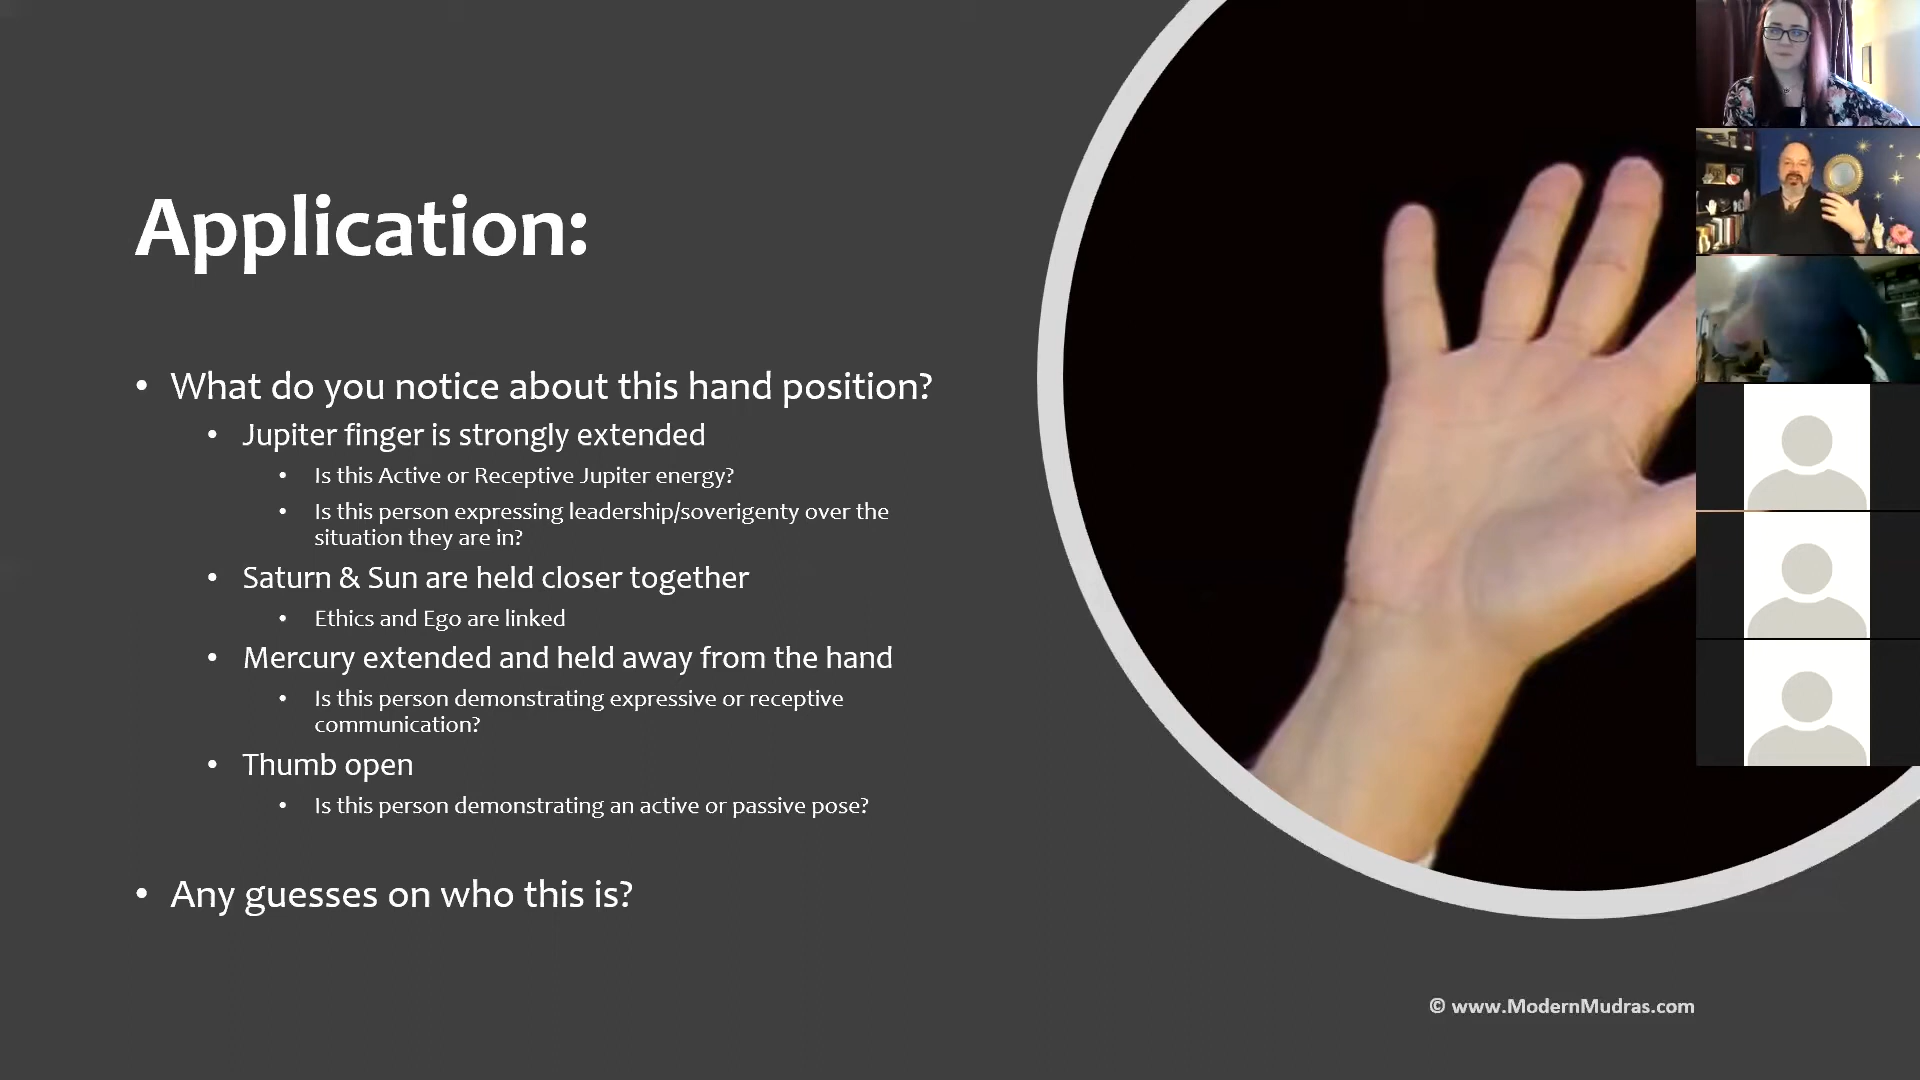 Application:
• What do you notice about this hand position?
• Jupiter finger is strongly extended
• Is this Active or Receptive Jupiter energy?
• Is this person expressing leadership/soverigenty over the
situation they are in?
• Saturn & Sun are held closer together
• Ethics and Ego are linked
• Mercury extended and held away from the hand
• Is this person demonstrating expressive or receptive
communication?
• Thumb open
• Is this person demonstrating an active or passive pose?
• Any guesses on who this is?
© www.ModernMudras.com